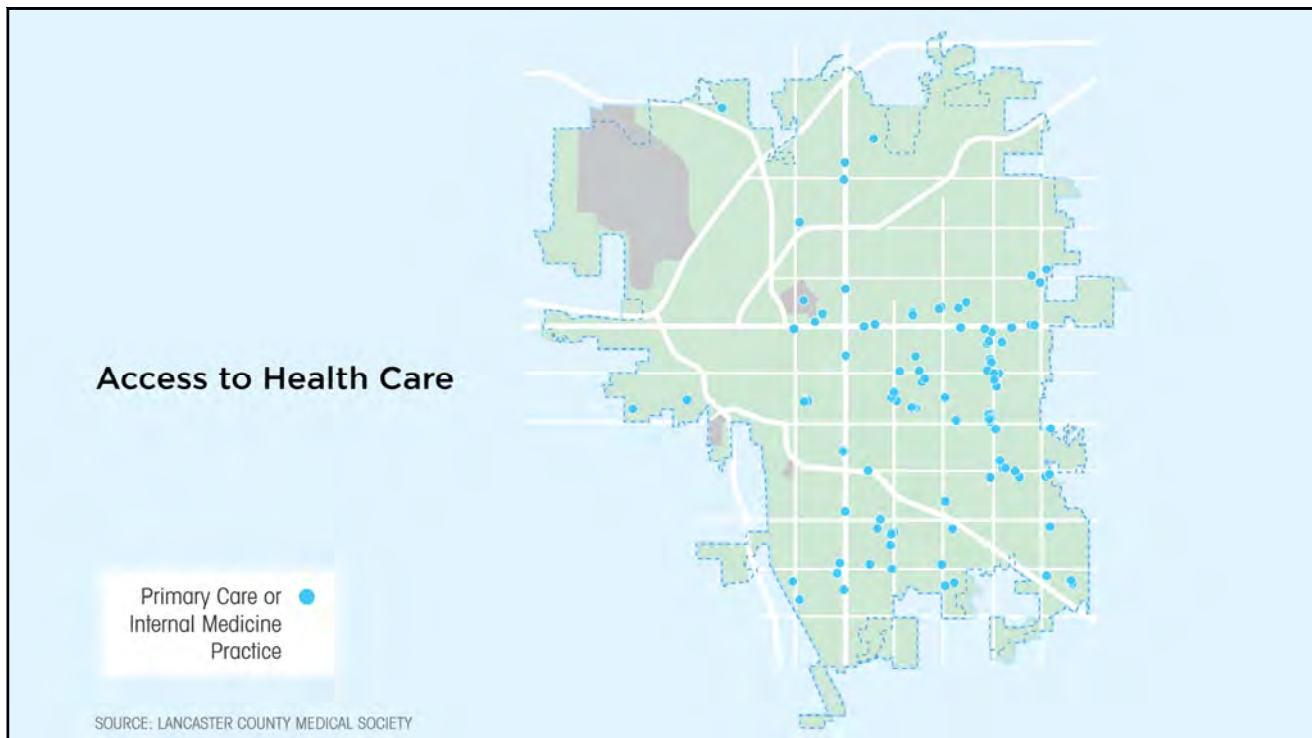 Access to Health Care
Primary Care or
Internal Medicine
Practice
SOURCE: LANCASTER COUNTY MEDICAL SOCIETY